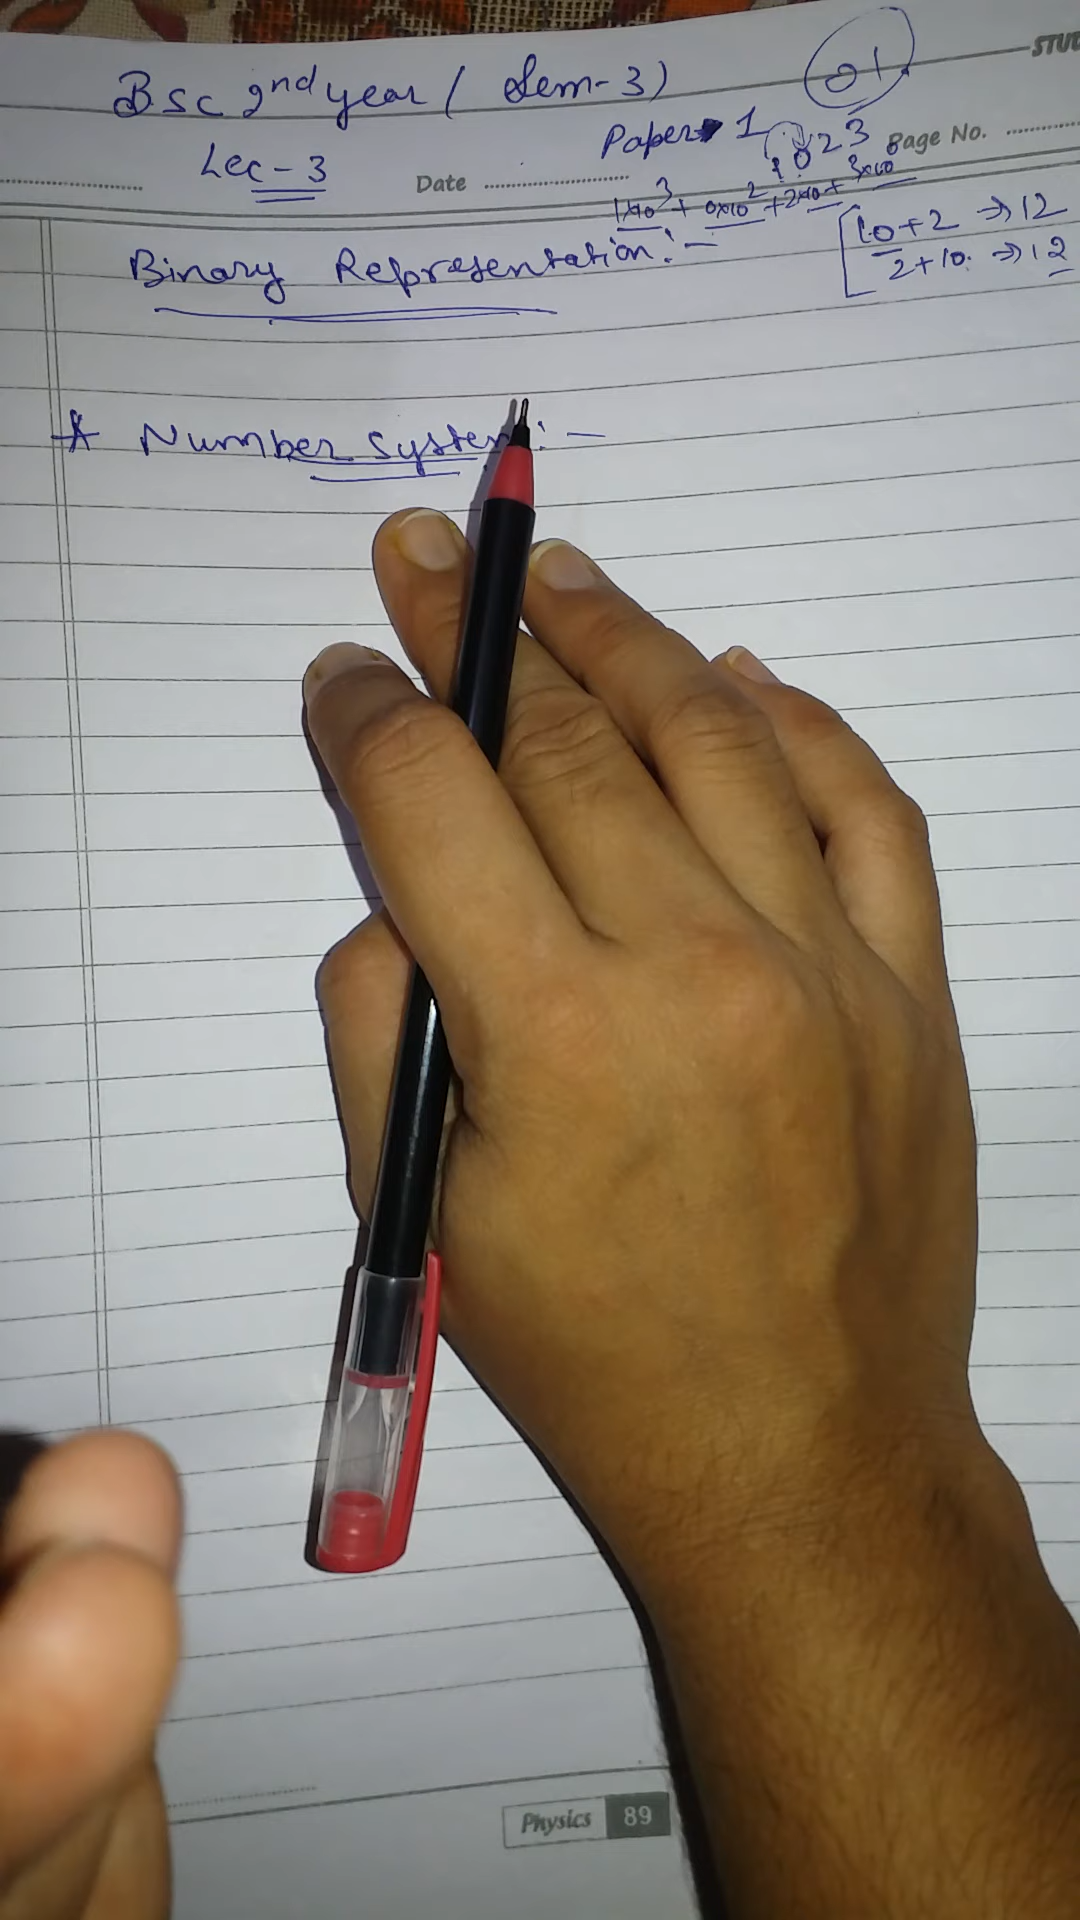 STU
Bsc 2nd year ( Sem-3)
01
Paper 1
1023
Page No.
Lec-3
Date
1×10³ + 0×10² + 2×10 + 3×10⁰
10+2 → 12
2+10. → 12
Binary Representation:-
* Number System:-
Physics 89